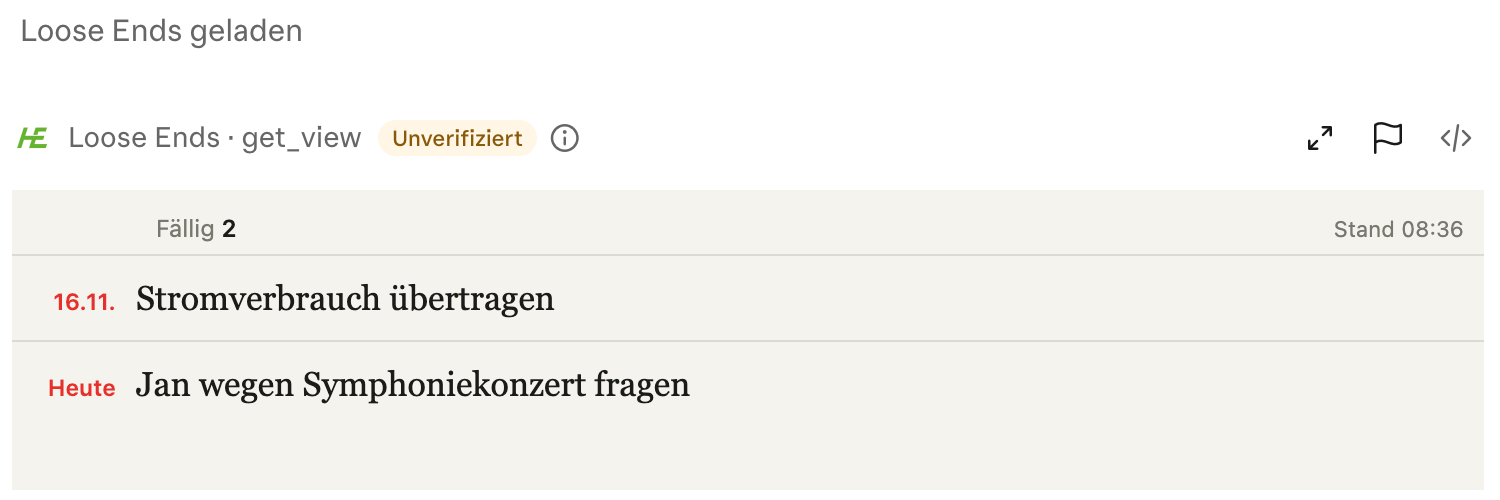 Loose Ends geladen
HE Loose Ends · get_view Unverifiziert
Fällig 2 Stand 08:36
16.11. Stromverbrauch übertragen
Heute Jan wegen Symphoniekonzert fragen